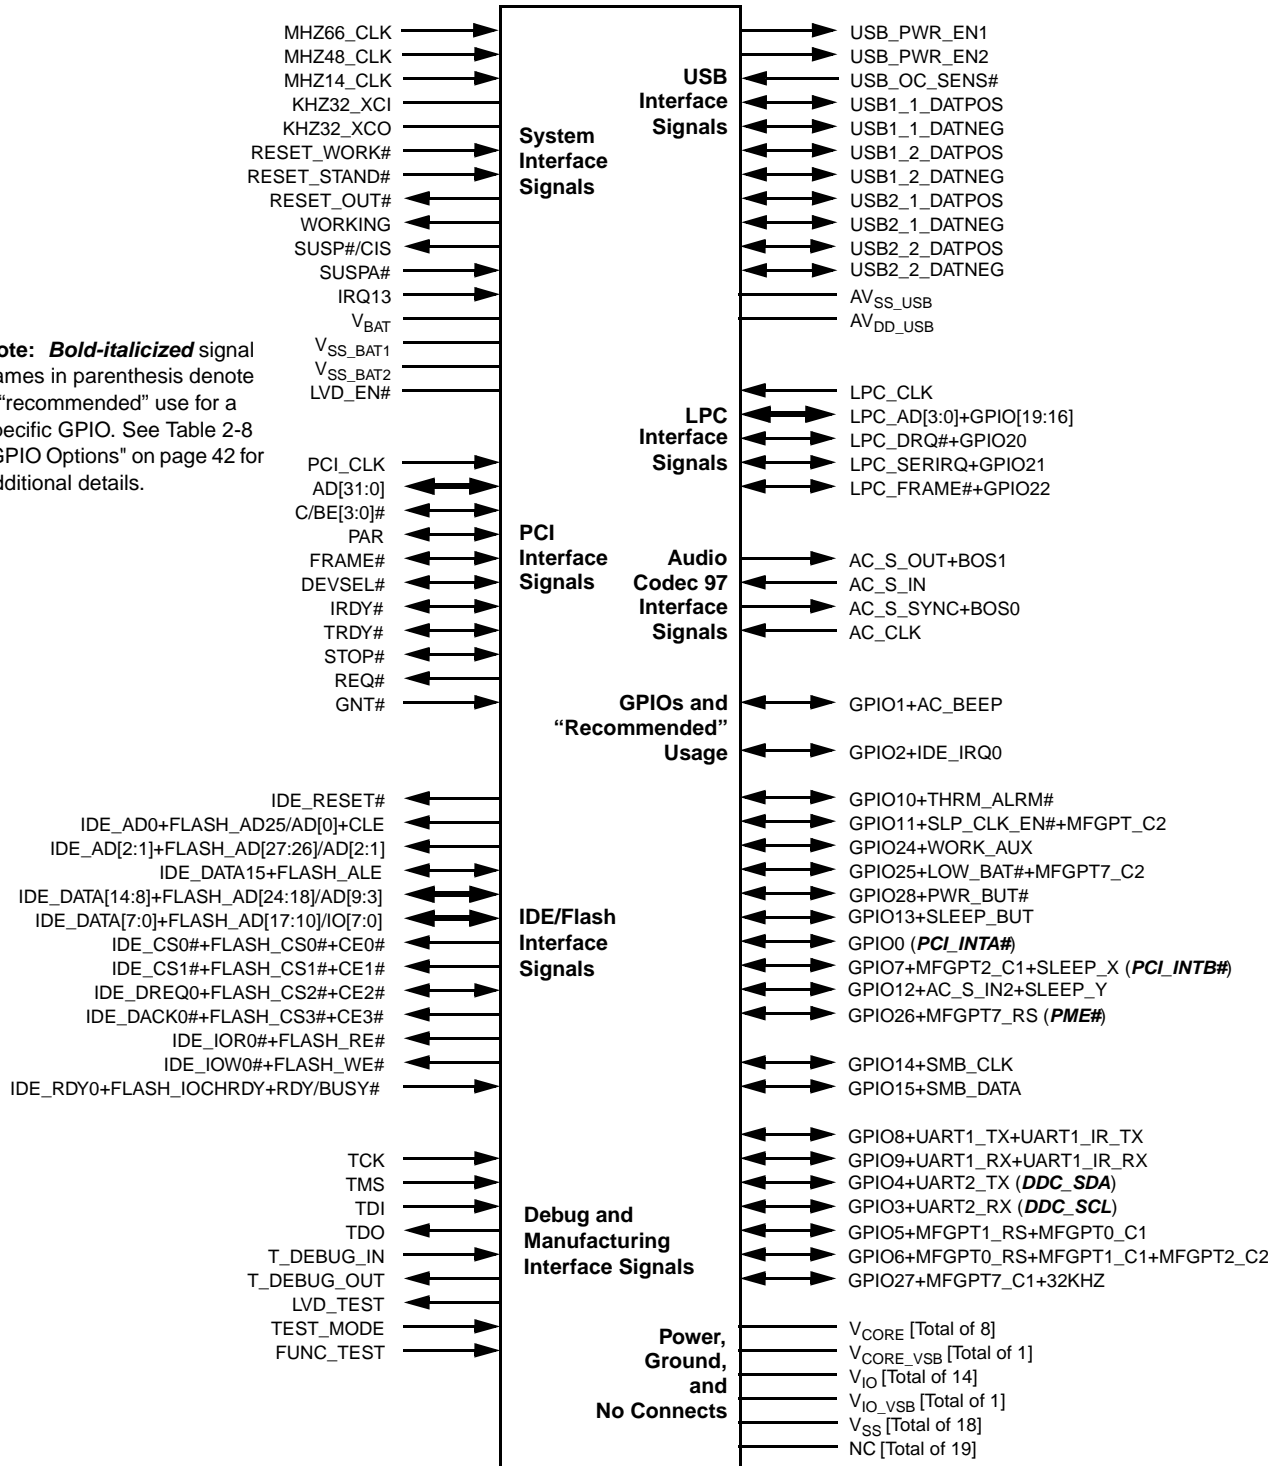 MHZ66_CLK
MHZ48_CLK
MHZ14_CLK
KHZ32_XCI
KHZ32_XCO
RESET_WORK#
RESET_STAND#
RESET_OUT#
WORKING
SUSP#/CIS
SUSPA#
IRQ13
VBAT
VSS_BAT1
VSS_BAT2
LVD_EN#
System
Interface
Signals
ote: Bold-italicized signal
ames in parenthesis denote
"recommended" use for a
pecific GPIO. See Table 2-8
GPIO Options" on page 42 for
dditional details.
PCI_CLK
AD[31:0]
C/BE[3:0]#
PAR
FRAME#
DEVSEL#
IRDY#
TRDY#
STOP#
REQ#
GNT#
PCI
Interface
Signals
IDE_RESET#
IDE_AD0+FLASH_AD25/AD[0]+CLE
IDE_AD[2:1]+FLASH_AD[27:26]/AD[2:1]
IDE_DATA15+FLASH_ALE
IDE_DATA[14:8]+FLASH_AD[24:18]/AD[9:3]
IDE_DATA[7:0]+FLASH_AD[17:10]/IO[7:0]
IDE_CS0#+FLASH_CS0#+CE0#
IDE_CS1#+FLASH_CS1#+CE1#
IDE_DREQ0+FLASH_CS2#+CE2#
IDE_DACK0#+FLASH_CS3#+CE3#
IDE_IOR0#+FLASH_RE#
IDE_IOW0#+FLASH_WE#
IDE_RDY0+FLASH_IOCHRDY+RDY/BUSY#
IDE/Flash
Interface
Signals
TCK
TMS
TDI
TDO
T_DEBUG_IN
T_DEBUG_OUT
LVD_TEST
TEST_MODE
FUNC_TEST
Debug and
Manufacturing
Interface Signals
USB
Interface
Signals
USB_PWR_EN1
USB_PWR_EN2
USB_OC_SENS#
USB1_1_DATPOS
USB1_1_DATNEG
USB1_2_DATPOS
USB1_2_DATNEG
USB2_1_DATPOS
USB2_1_DATNEG
USB2_2_DATPOS
USB2_2_DATNEG
AVSS_USB
AVDD_USB
LPC
Interface
Signals
LPC_CLK
LPC_AD[3:0]+GPIO[19:16]
LPC_DRQ#+GPIO20
LPC_SERIRQ+GPIO21
LPC_FRAME#+GPIO22
Audio
Codec 97
Interface
Signals
AC_S_OUT+BOS1
AC_S_IN
AC_S_SYNC+BOS0
AC_CLK
GPIOs and
“Recommended”
Usage
GPIO1+AC_BEEP
GPIO2+IDE_IRQ0
GPIO10+THRM_ALRM#
GPIO11+SLP_CLK_EN#+MFGPT_C2
GPIO24+WORK_AUX
GPIO25+LOW_BAT#+MFGPT7_C2
GPIO28+PWR_BUT#
GPIO13+SLEEP_BUT
GPIO0 (PCI_INTA#)
GPIO7+MFGPT2_C1+SLEEP_X (PCI_INTB#)
GPIO12+AC_S_IN2+SLEEP_Y
GPIO26+MFGPT7_RS (PME#)
GPIO14+SMB_CLK
GPIO15+SMB_DATA
GPIO8+UART1_TX+UART1_IR_TX
GPIO9+UART1_RX+UART1_IR_RX
GPIO4+UART2_TX (DDC_SDA)
GPIO3+UART2_RX (DDC_SCL)
GPIO5+MFGPT1_RS+MFGPT0_C1
GPIO6+MFGPT0_RS+MFGPT1_C1+MFGPT2_C2
GPIO27+MFGPT7_C1+32KHZ
Power,
Ground,
and
No Connects
VCORE [Total of 8]
VCORE_VSB [Total of 1]
VIO [Total of 14]
VIO_VSB [Total of 1]
VSS [Total of 18]
NC [Total of 19]